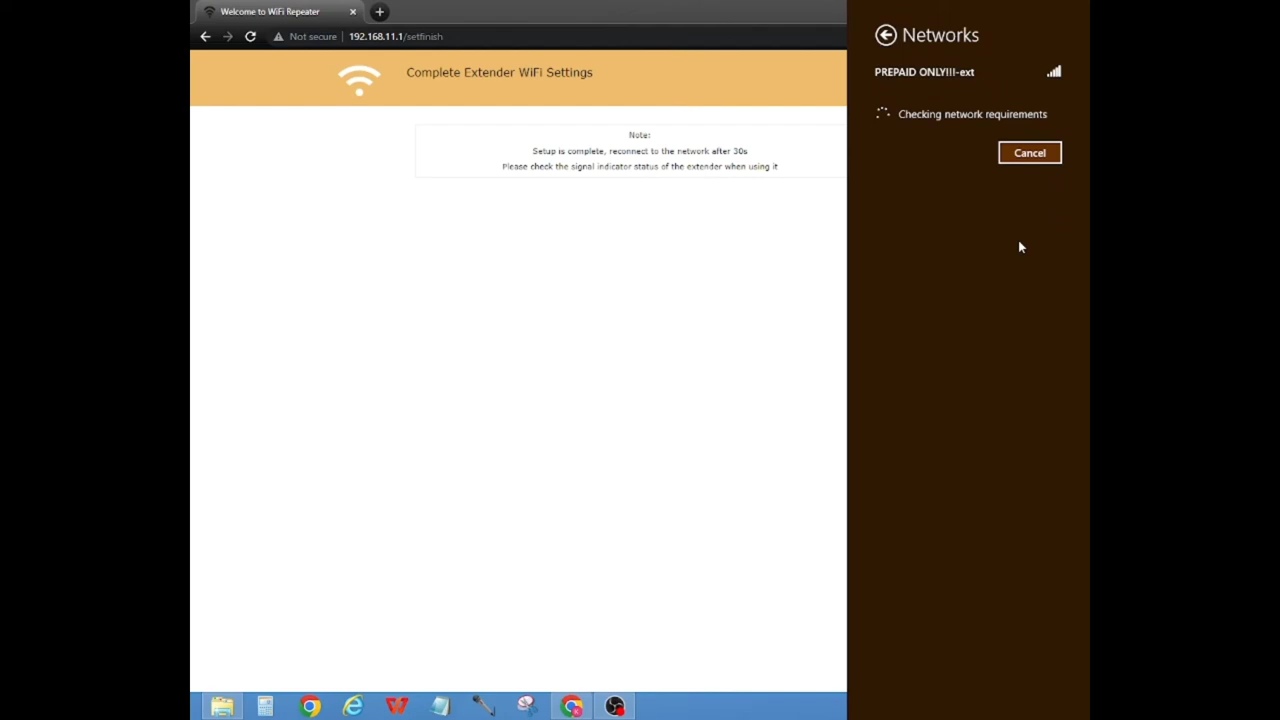 Welcome to WiFi Repeater
Not secure | 192.168.11.1/setfinish
Complete Extender WiFi Settings
Note:
Setup is complete, reconnect to the network after 30s
Please check the signal indicator status of the extender when using it
Networks
PREPAID ONLY!!!-ext
Checking network requirements
Cancel